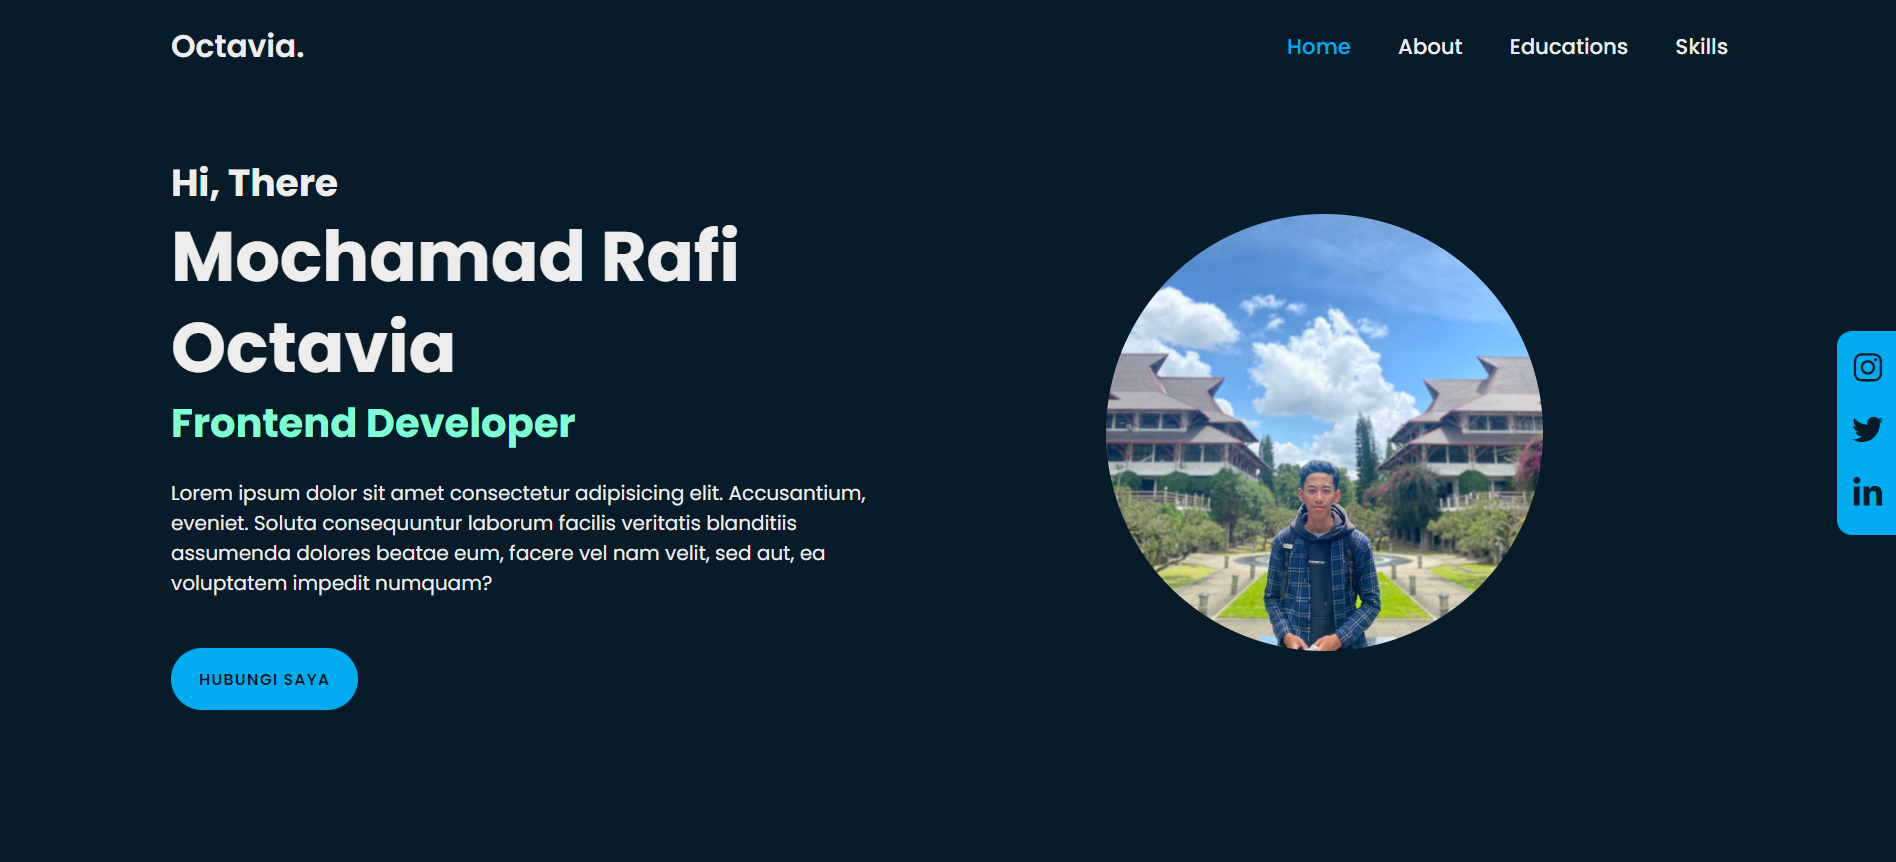 Octavia.
Home About Educations Skills
Hi, There
Mochamad Rafi
Octavia
Frontend Developer
Lorem ipsum dolor sit amet consectetur adipisicing elit. Accusantium,
eveniet. Soluta consequuntur laborum facilis veritatis blanditiis
assumenda dolores beatae eum, facere vel nam velit, sed aut, ea
voluptatem impedit numquam?
HUBUNGI SAYA